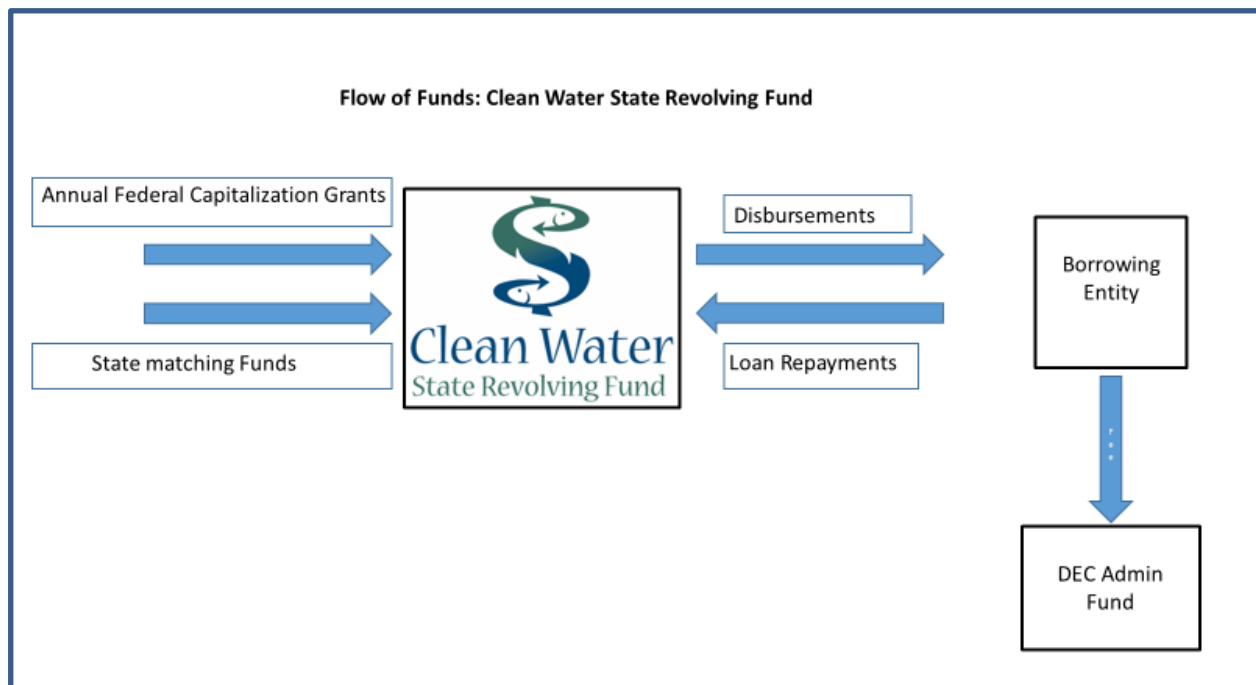 Flow of Funds: Clean Water State Revolving Fund
Annual Federal Capitalization Grants
State matching Funds
Clean Water
State Revolving Fund
Disbursements
Loan Repayments
Borrowing
Entity
DEC Admin
Fund